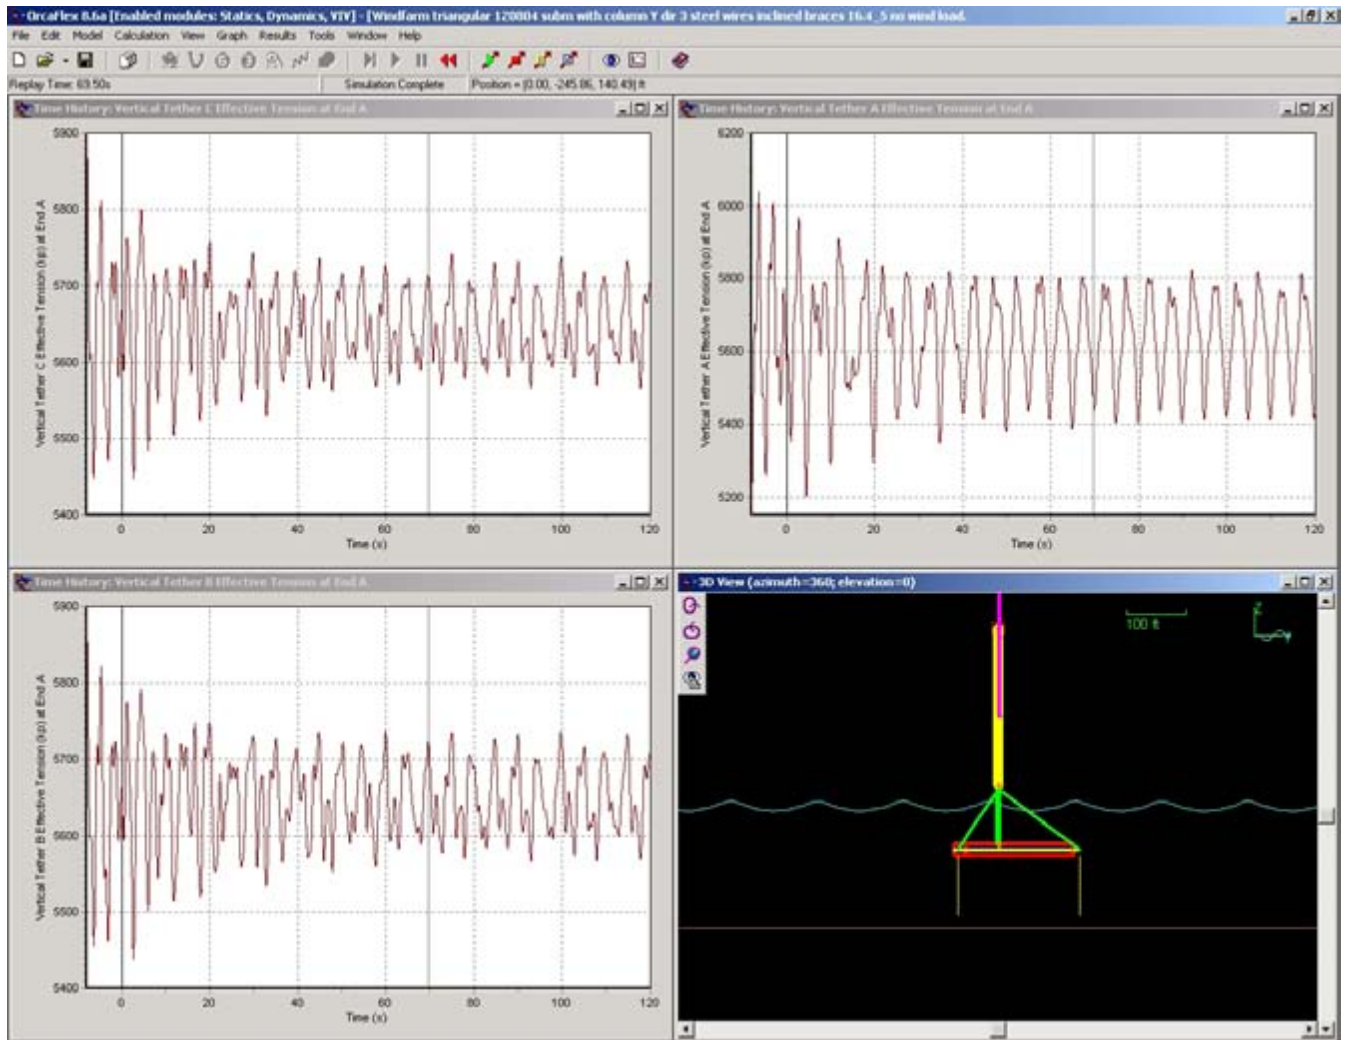 OrcaFlex 8.6a [Enabled modules: Statics, Dynamics, VIV] - [Windfarm triangular 120804 subm with column Y dir 3 steel wires inclined braces 16.4_5 no wind load.
File Edit Model Calculation View Graph Results Tools Window Help
Replay Time: 69.50s Simulation Complete Position = (0.00, -245.86, 140.49) ft
Time History: Vertical Tether C Effective Tension at End A
Vertical Tether C Effective Tension (kp) at End A
5900
5800
5700
5600
5500
5400
0 20 40 60 80 100 120
Time (s)
Time History: Vertical Tether A Effective Tension at End A
Vertical Tether A Effective Tension (kp) at End A
6200
6000
5800
5600
5400
5200
0 20 40 60 80 100 120
Time (s)
Time History: Vertical Tether B Effective Tension at End A
Vertical Tether B Effective Tension (kp) at End A
5900
5800
5700
5600
5500
5400
0 20 40 60 80 100 120
Time (s)
3D View (azimuth=360; elevation=0)
100 ft
Z
Y